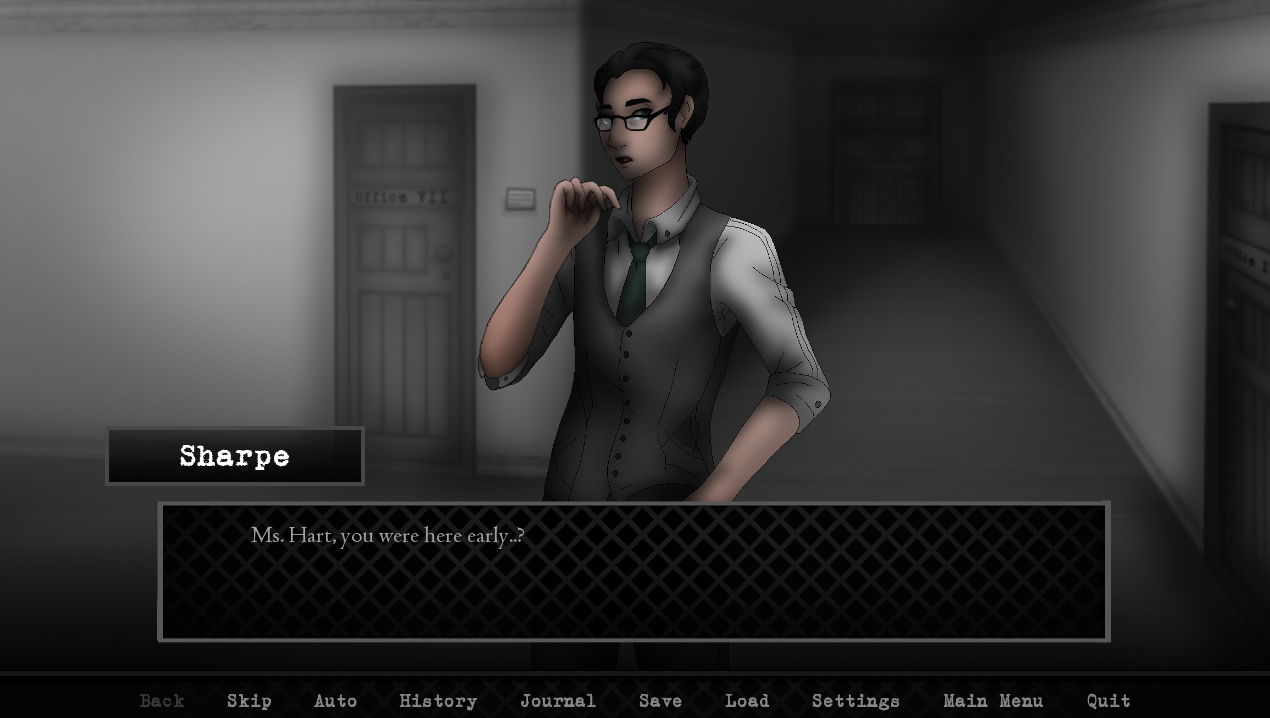 Office VII
Sharpe
Ms. Hart, you were here early..?
Back Skip Auto History Journal Save Load Settings Main Menu Quit